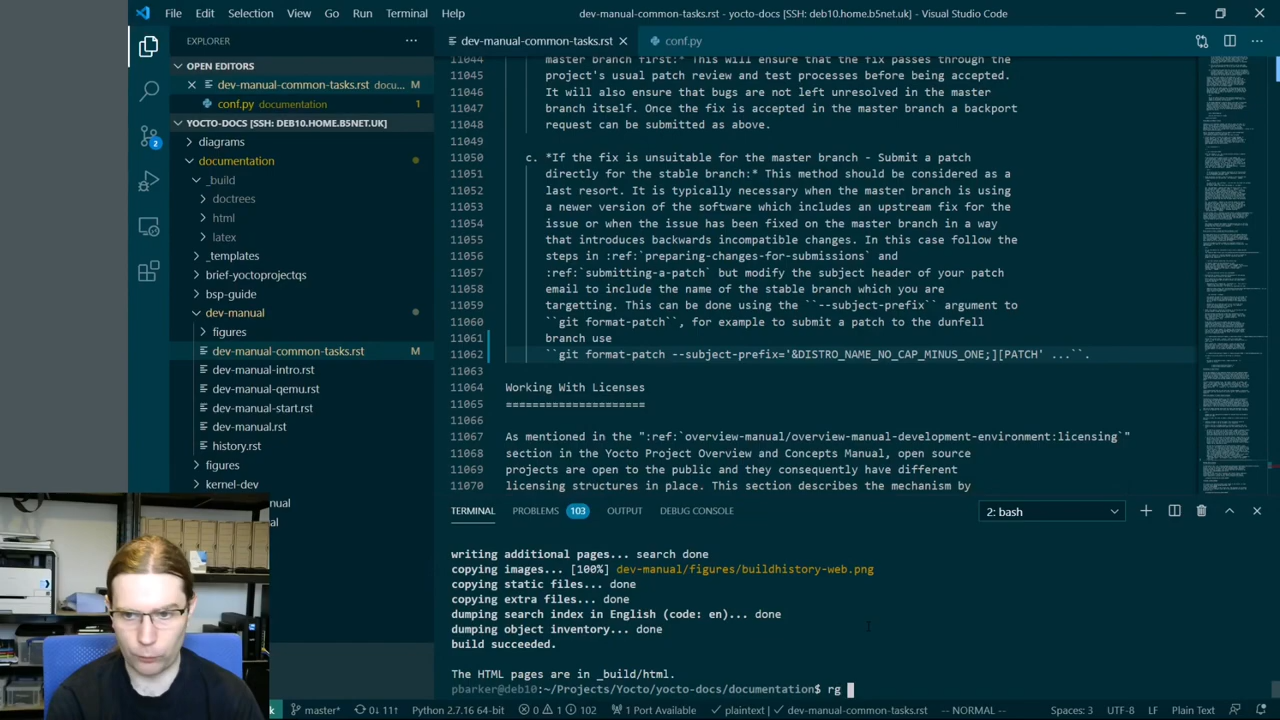 File Edit Selection View Go Run Terminal Help
dev-manual-common-tasks.rst - yocto-docs [SSH: deb10.home.b5net.uk] - Visual Studio Code
EXPLORER
OPEN EDITORS
dev-manual-common-tasks.rst docu... M
conf.py documentation 1
YOCTO-DOCS [SSH: DEB10.HOME.B5NET.UK]
diagrams
documentation
_build
doctrees
html
latex
_templates
brief-yoctoprojectqs
bsp-guide
dev-manual
figures
dev-manual-common-tasks.rst M
dev-manual-intro.rst
dev-manual-qemu.rst
dev-manual-start.rst
dev-manual.rst
history.rst
figures
kernel-dev
dev-manual-common-tasks.rst
conf.py
11044 master branch first:* This will ensure that the fix passes through the
11045 project's usual patch review and test processes before being accepted.
11046 It will also ensure that bugs are not left unresolved in the master
11047 branch itself. Once the fix is accepted in the master branch a backport
11048 request can be submitted as above.
11049
11050 c. *If the fix is unsuitable for the master branch - Submit a patch
11051 directly for the stable branch:* This method should be considered as a
11052 last resort. It is typically necessary when the master branch is using
11053 a newer version of the software which includes an upstream fix for the
11054 issue or when the issue has been fixed on the master branch in a way
11055 that introduces backwards incompatible changes. In this case follow the
11056 steps in :ref:`preparing-changes-for-submissions` and
11057 :ref:`submitting-a-patch` but modify the subject header of your patch
11058 email to include the name of the stable branch which you are
11059 targetting. This can be done using the ``--subject-prefix`` argument to
11060 ``git format-patch``, for example to submit a patch to the dunfell
11061 branch use
11062 ``git format-patch --subject-prefix='&DISTRO_NAME_NO_CAP_MINUS_ONE;][PATCH' ...``.
11063
11064 Working With Licenses
11065 =====================
11066
11067 As mentioned in the ":ref:`overview-manual/overview-manual-development-environment:licensing`"
11068 section in the Yocto Project Overview and Concepts Manual, open source
11069 projects are open to the public and they consequently have different
11070 licensing structures in place. This section describes the mechanism by
TERMINAL PROBLEMS 103 OUTPUT DEBUG CONSOLE 2: bash
writing additional pages... search done
copying images... [100%] dev-manual/figures/buildhistory-web.png
copying static files... done
copying extra files... done
dumping search index in English (code: en)... done
dumping object inventory... done
build succeeded.
The HTML pages are in _build/html.
pbarker@deb10:~/Projects/Yocto/yocto-docs/documentation$ rg
master* 0↓ 11↑ Python 2.7.16 64-bit 0 1 102 1 Port Available plaintext | dev-manual-common-tasks.rst -- NORMAL -- Spaces: 3 UTF-8 LF Plain Text